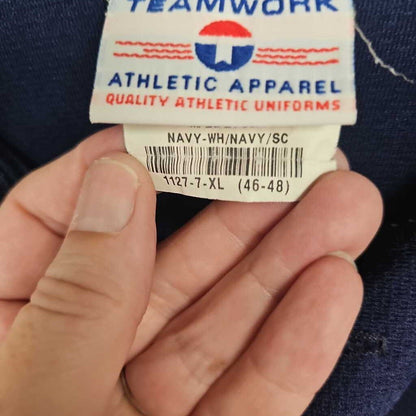 TEAMWORK
ATHLETIC APPAREL
QUALITY ATHLETIC UNIFORMS
NAVY-WH/NAVY/SC
1127-7-XL (46-48)